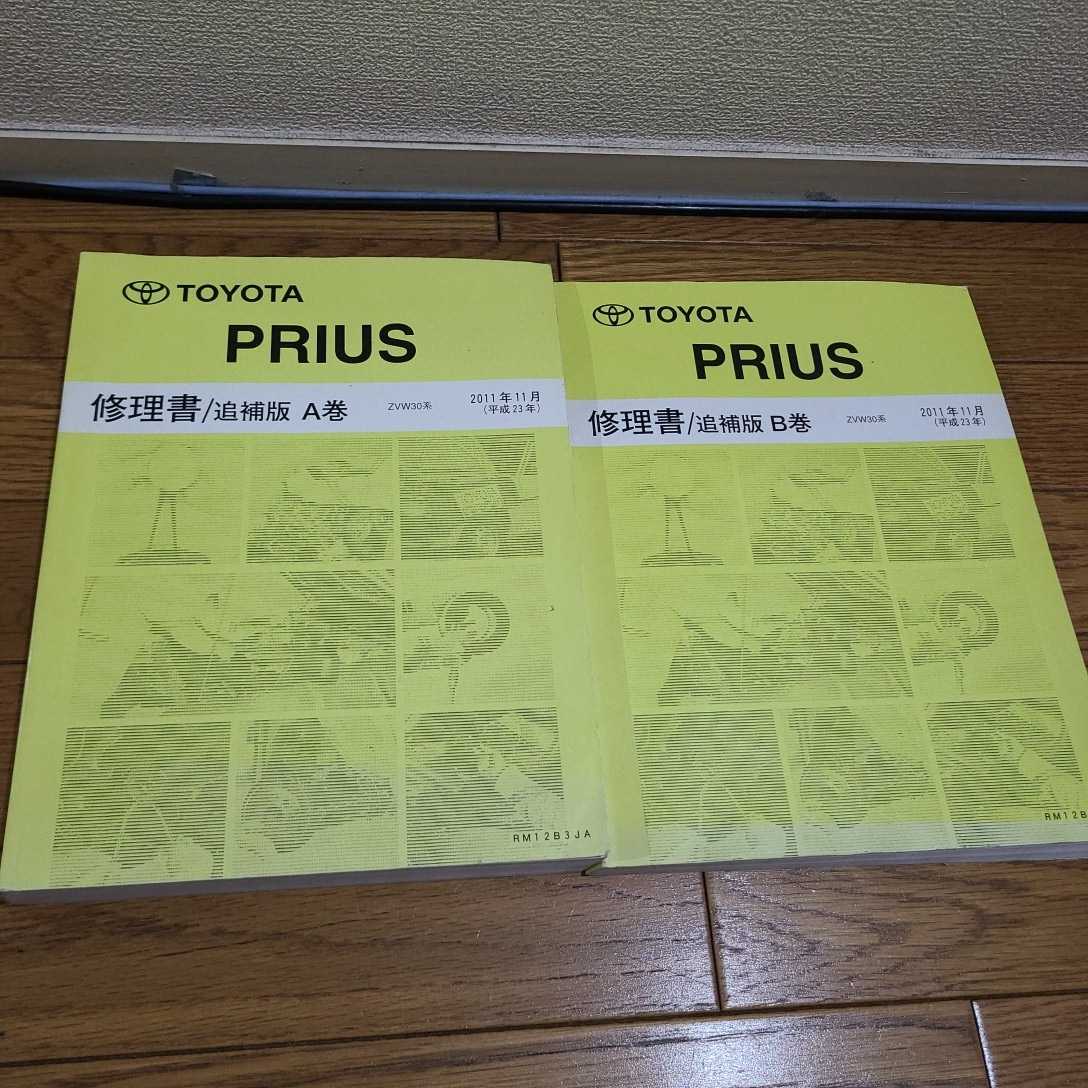 TOYOTA
PRIUS
修理書/追補版 A巻 ZVW30系 2011年11月
(平成23年)
RM12B3JA
TOYOTA
PRIUS
修理書/追補版 B巻 ZVW30系 2011年11月
(平成23年)
RM12B